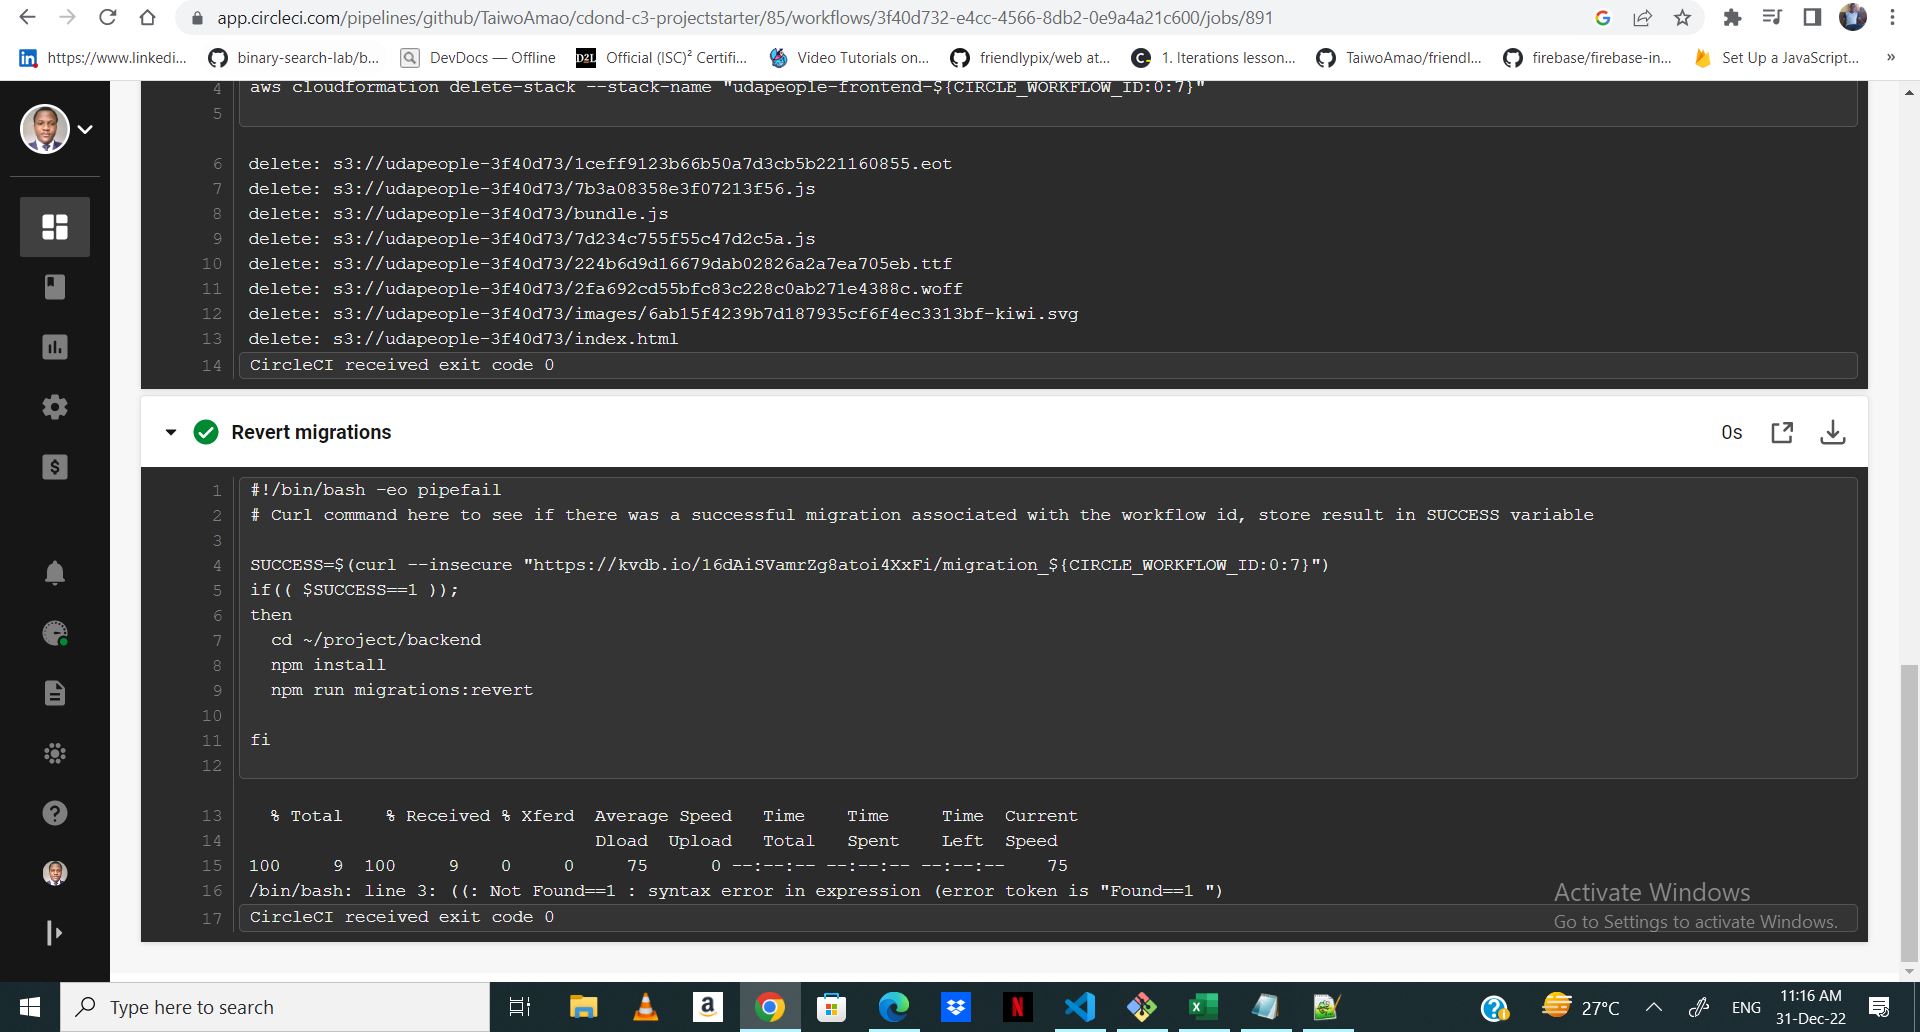 app.circleci.com/pipelines/github/TaiwoAmao/cdond-c3-projectstarter/85/workflows/3f40d732-e4cc-4566-8db2-0e9a4a21c600/jobs/891
https://www.linkedi... binary-search-lab/b... DevDocs — Offline D2L Official (ISC)² Certifi... Video Tutorials on... friendlypix/web at... 1. Iterations lesson... TaiwoAmao/friendl... firebase/firebase-in... Set Up a JavaScript... »
4 aws cloudformation delete-stack --stack-name "udapeople-frontend-${CIRCLE_WORKFLOW_ID:0:7}"
5
6 delete: s3://udapeople-3f40d73/1ceff9123b66b50a7d3cb5b221160855.eot
7 delete: s3://udapeople-3f40d73/7b3a08358e3f07213f56.js
8 delete: s3://udapeople-3f40d73/bundle.js
9 delete: s3://udapeople-3f40d73/7d234c755f55c47d2c5a.js
10 delete: s3://udapeople-3f40d73/224b6d9d16679dab02826a2a7ea705eb.ttf
11 delete: s3://udapeople-3f40d73/2fa692cd55bfc83c228c0ab271e4388c.woff
12 delete: s3://udapeople-3f40d73/images/6ab15f4239b7d187935cf6f4ec3313bf-kiwi.svg
13 delete: s3://udapeople-3f40d73/index.html
14 CircleCI received exit code 0
Revert migrations 0s
1 #!/bin/bash -eo pipefail
2 # Curl command here to see if there was a successful migration associated with the workflow id, store result in SUCCESS variable
3
4 SUCCESS=$(curl --insecure "https://kvdb.io/16dAiSVamrZg8atoi4XxFi/migration_${CIRCLE_WORKFLOW_ID:0:7}")
5 if(( $SUCCESS==1 ));
6 then
7 cd ~/project/backend
8 npm install
9 npm run migrations:revert
10
11 fi
12
13 % Total % Received % Xferd Average Speed Time Time Time Current
14 Dload Upload Total Spent Left Speed
15 100 9 100 9 0 0 75 0 --:--:-- --:--:-- --:--:-- 75
16 /bin/bash: line 3: ((: Not Found==1 : syntax error in expression (error token is "Found==1 ")
17 CircleCI received exit code 0
Activate Windows
Go to Settings to activate Windows.
Type here to search 27°C ENG 11:16 AM
31-Dec-22